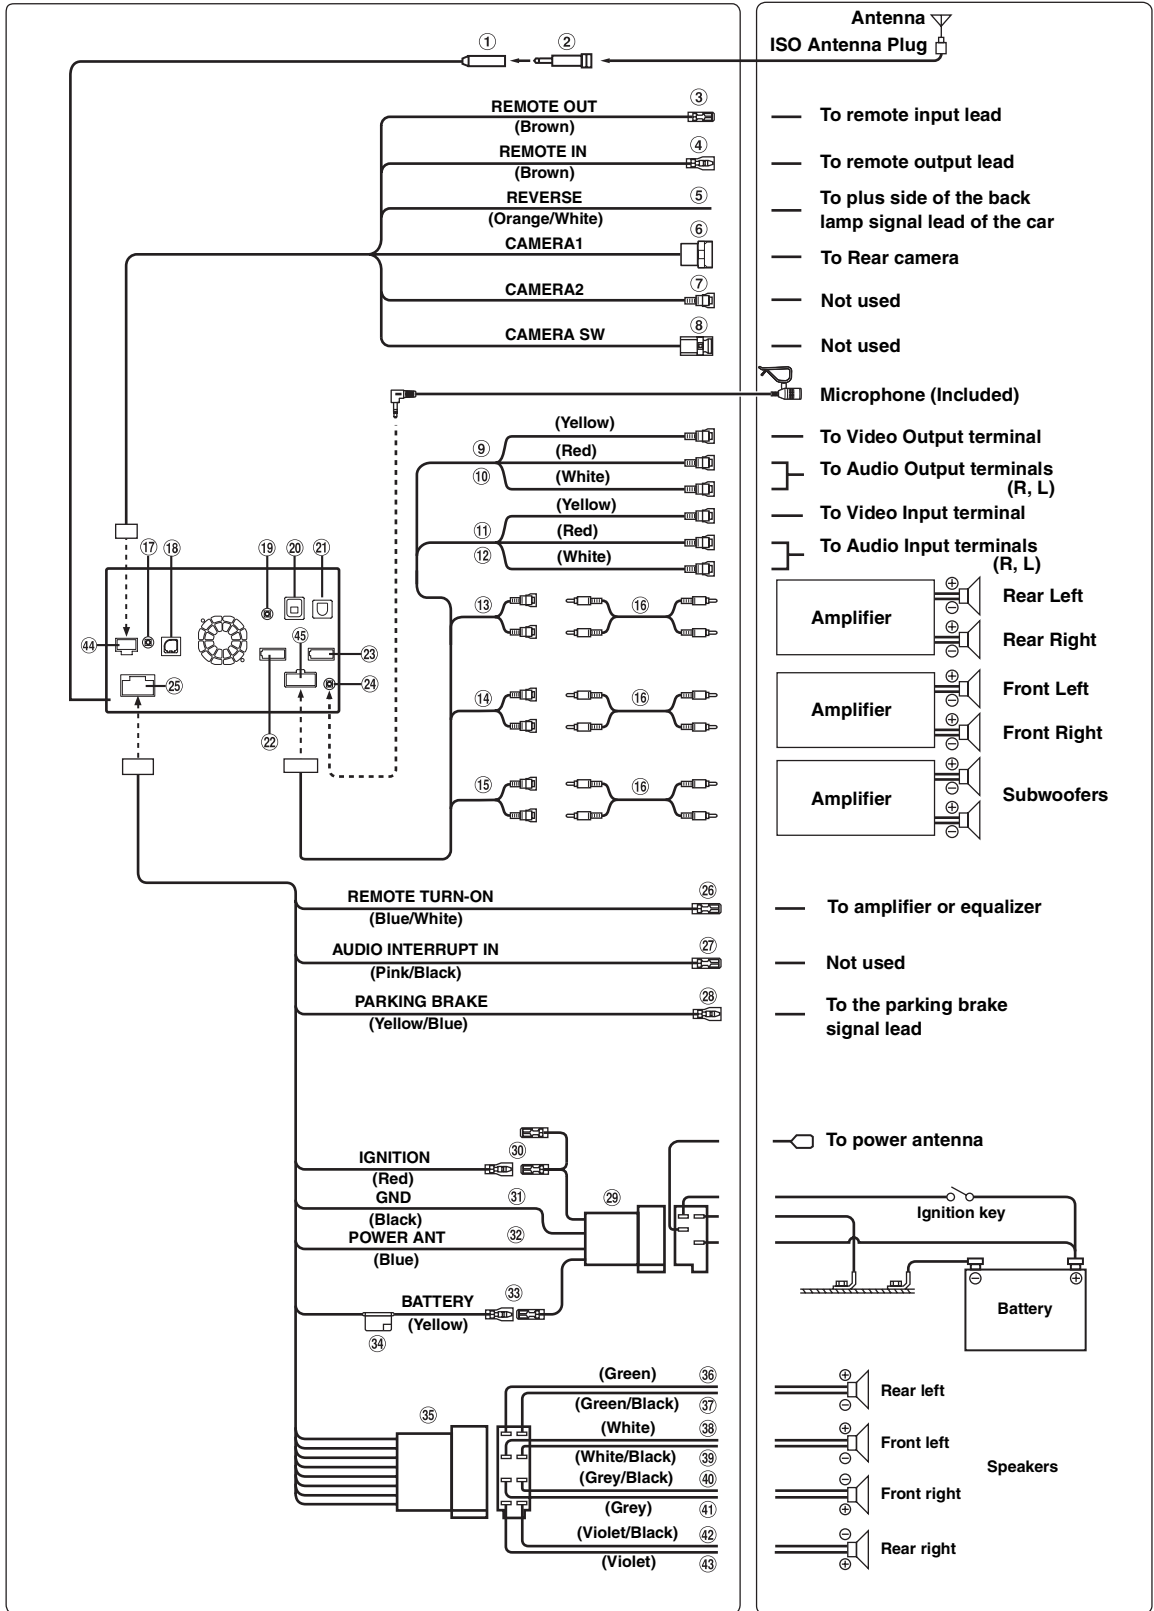 Antenna
ISO Antenna Plug
① ②
REMOTE OUT ③
(Brown)
To remote input lead
REMOTE IN ④
(Brown)
To remote output lead
REVERSE ⑤
(Orange/White)
To plus side of the back
lamp signal lead of the car
CAMERA1 ⑥
To Rear camera
CAMERA2 ⑦
Not used
CAMERA SW ⑧
Not used
Microphone (Included)
(Yellow)
To Video Output terminal
⑨ (Red)
⑩ (White)
To Audio Output terminals
(R, L)
(Yellow)
To Video Input terminal
⑪ (Red)
⑫ (White)
To Audio Input terminals
(R, L)
⑰ ⑱ ⑲ ⑳ ㉑
㊹ ㊺ ㉓
㉕ ㉔
㉒
⑬ ⑯
Amplifier
⊕ Rear Left
⊖
⊕ Rear Right
⊖
⑭ ⑯
Amplifier
⊕ Front Left
⊖
⊕ Front Right
⊖
⑮ ⑯
Amplifier
⊕
⊖
Subwoofers
⊕
⊖
REMOTE TURN-ON ㉖
(Blue/White)
To amplifier or equalizer
AUDIO INTERRUPT IN ㉗
(Pink/Black)
Not used
PARKING BRAKE ㉘
(Yellow/Blue)
To the parking brake
signal lead
To power antenna
IGNITION ㉚
(Red)
GND ㉛
(Black)
POWER ANT ㉜
(Blue)
㉙
BATTERY ㉝
(Yellow)
㉞
Ignition key
⊖ ⊕
Battery
㉟
(Green) ㊱
(Green/Black) ㊲
⊕
Rear left
⊖
(White) ㊳
(White/Black) ㊴
⊕
Front left
⊖
(Grey/Black) ㊵
(Grey) ㊶
⊖
Front right
⊕
(Violet/Black) ㊷
(Violet) ㊸
⊖
Rear right
⊕
Speakers